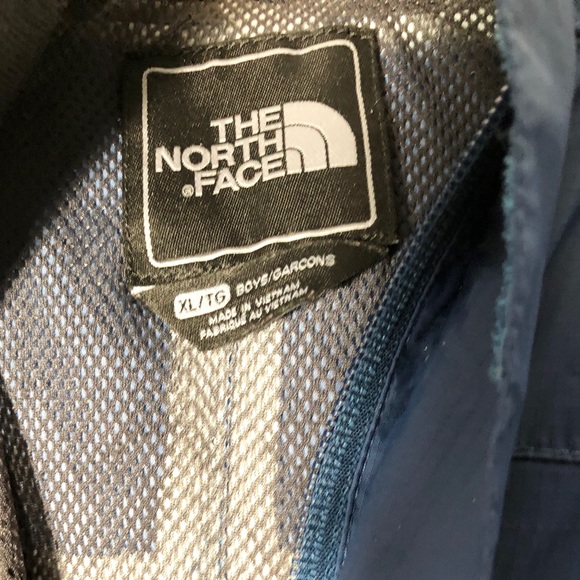 THE
NORTH
®FACE
XL/TG BOYS/GARCONS
MADE IN VIETNAM
FABRIQUE AU VIETNAM